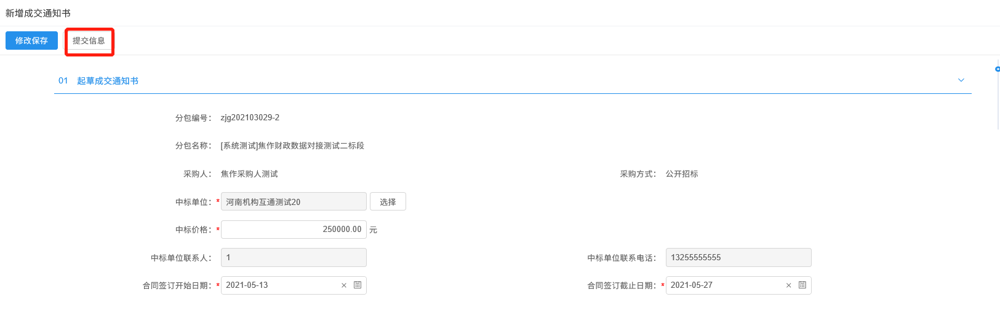 新增成交通知书
修改保存 提交信息
01 起草成交通知书
分包编号： zjg202103029-2
分包名称： [系统测试]焦作财政数据对接测试二标段
采购人： 焦作采购人测试 采购方式： 公开招标
中标单位：* 河南机构互通测试20 选择
中标价格：* 250000.00 元
中标单位联系人： 1 中标单位联系电话： 13255555555
合同签订开始日期：* 2021-05-13 × 合同签订截止日期：* 2021-05-27 ×